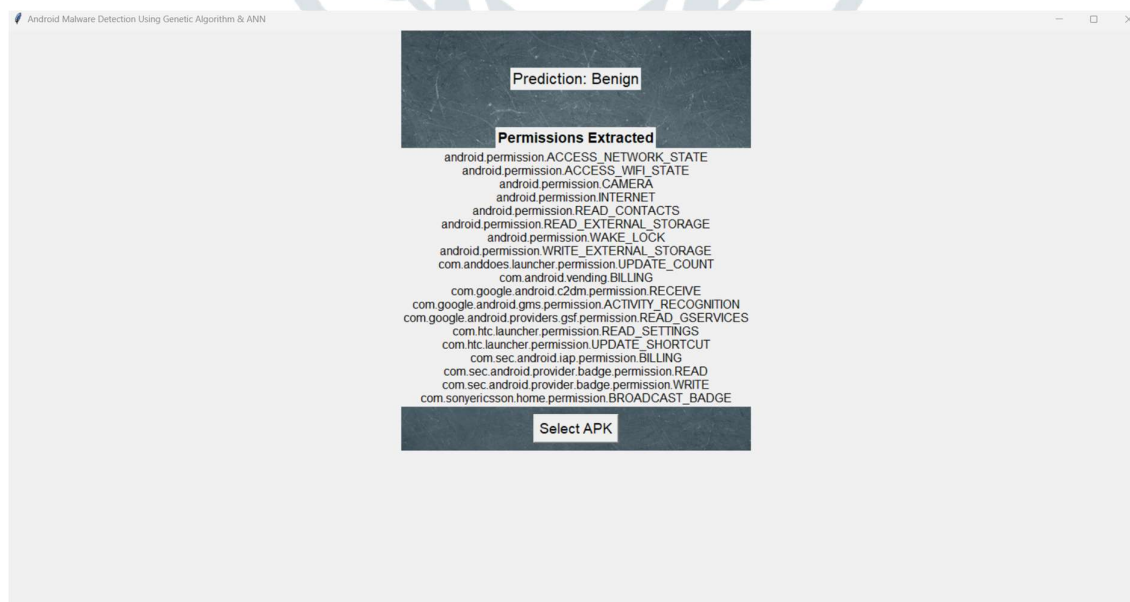 Android Malware Detection Using Genetic Algorithm & ANN
Prediction: Benign
Permissions Extracted
android.permission.ACCESS_NETWORK_STATE
android.permission.ACCESS_WIFI_STATE
android.permission.CAMERA
android.permission.INTERNET
android.permission.READ_CONTACTS
android.permission.READ_EXTERNAL_STORAGE
android.permission.WAKE_LOCK
android.permission.WRITE_EXTERNAL_STORAGE
com.anddoes.launcher.permission.UPDATE_COUNT
com.android.vending.BILLING
com.google.android.c2dm.permission.RECEIVE
com.google.android.gms.permission.ACTIVITY_RECOGNITION
com.google.android.providers.gsf.permission.READ_GSERVICES
com.htc.launcher.permission.READ_SETTINGS
com.htc.launcher.permission.UPDATE_SHORTCUT
com.sec.android.iap.permission.BILLING
com.sec.android.provider.badge.permission.READ
com.sec.android.provider.badge.permission.WRITE
com.sonyericsson.home.permission.BROADCAST_BADGE
Select APK